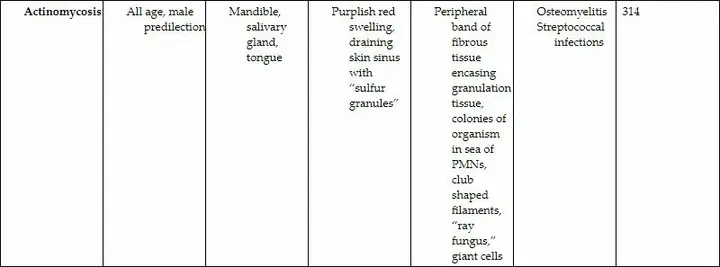 Actinomycosis
All age, male
predilection
Mandible,
salivary
gland,
tongue
Purplish red
swelling,
draining
skin sinus
with
“sulfur
granules”
Peripheral
band of
fibrous
tissue
encasing
granulation
tissue,
colonies of
organism
in sea of
PMNs,
club
shaped
filaments,
“ray
fungus,”
giant cells
Osteomyelitis
Streptococcal
infections
314